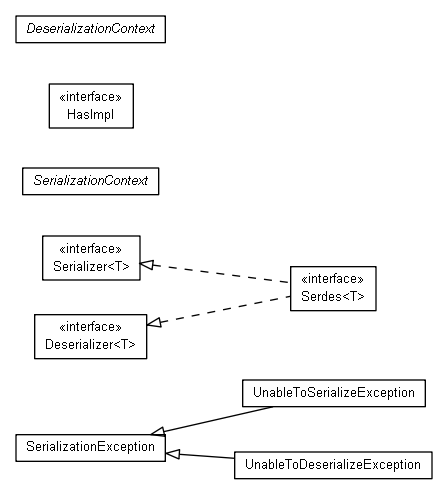 DeserializationContext
«interface»
HasImpl
SerializationContext
«interface»
Serializer<T>
«interface»
Serdes<T>
«interface»
Deserializer<T>
UnableToSerializeException
SerializationException
UnableToDeserializeException